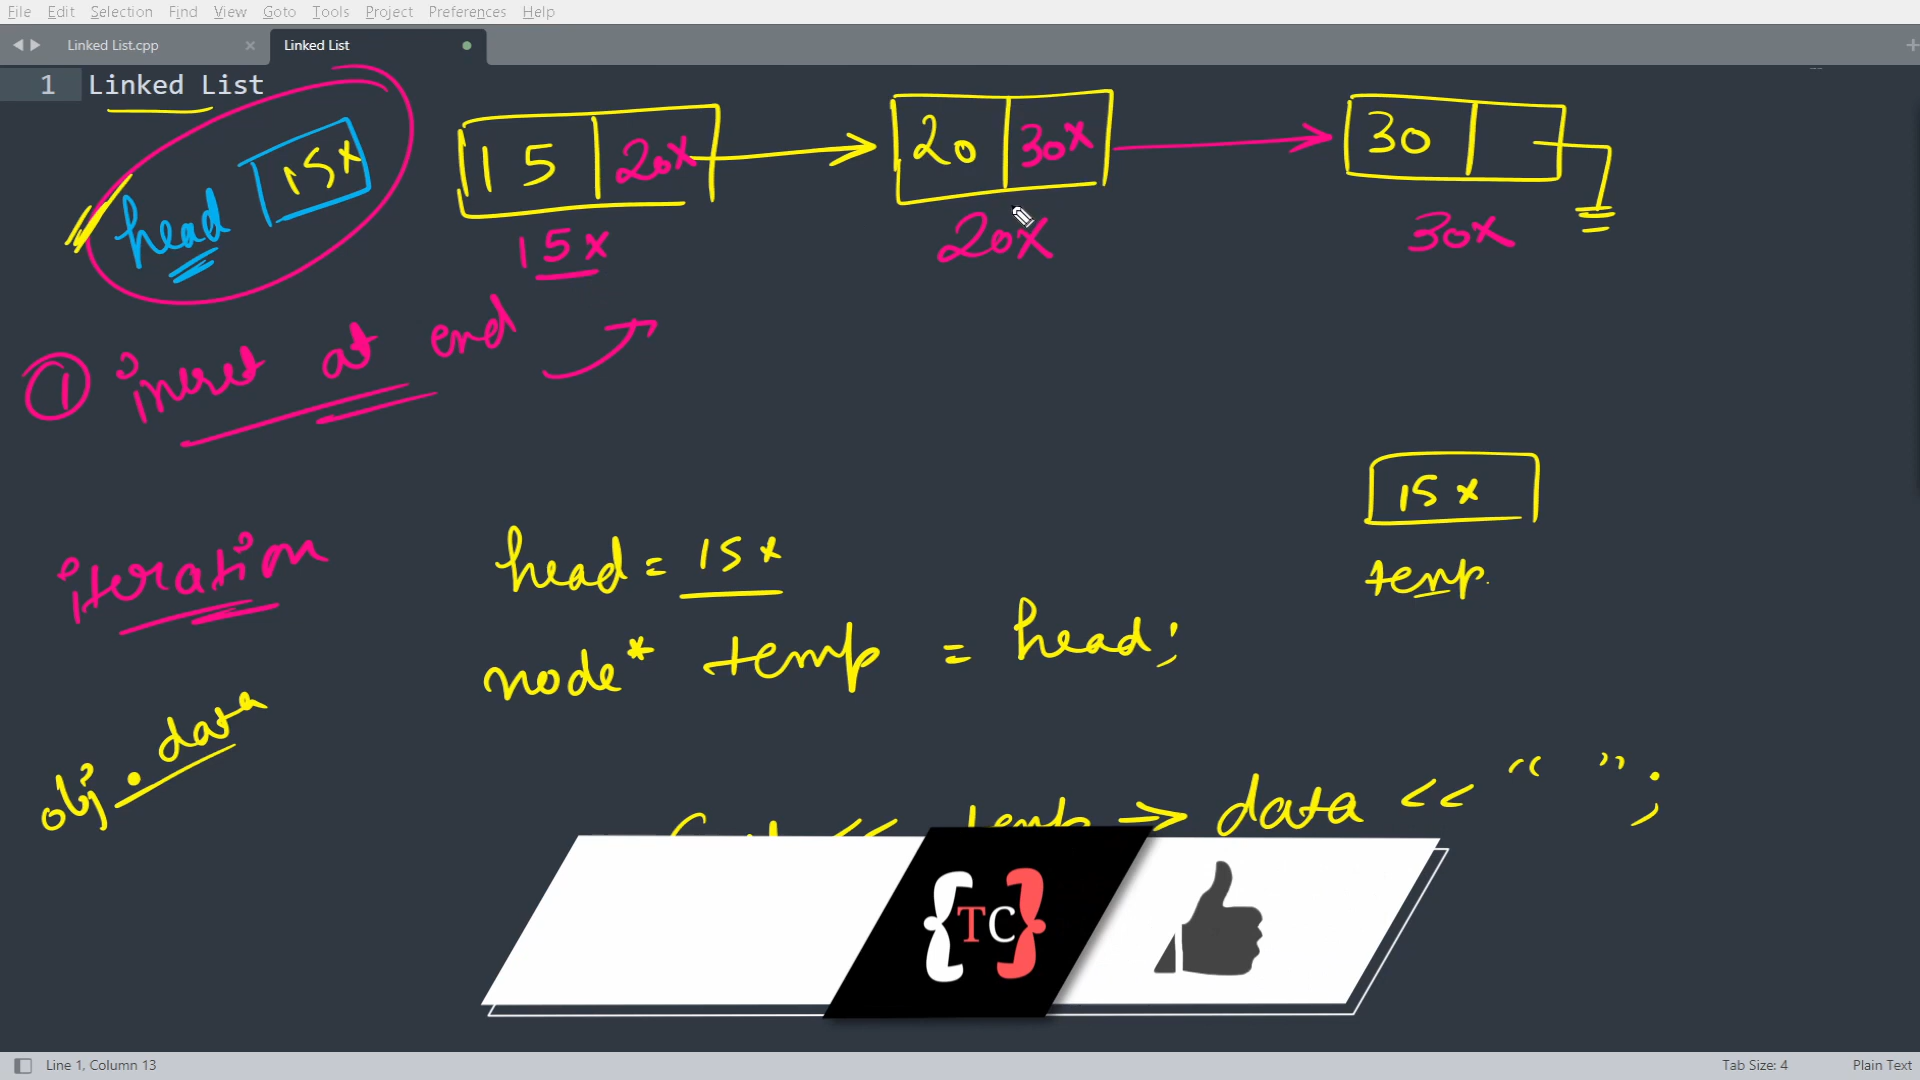 File Edit Selection Find View Goto Tools Project Preferences Help
Linked List.cpp × Linked List
1 Linked List
head 15x
15 20x
20 30x
30
15x
20x
30x
① inesret at end
15x
temp.
iteration
head = 15x
node* temp = head;
obj.data
<< temp → data << “ ”;
{TC}
Line 1, Column 13 Tab Size: 4 Plain Text